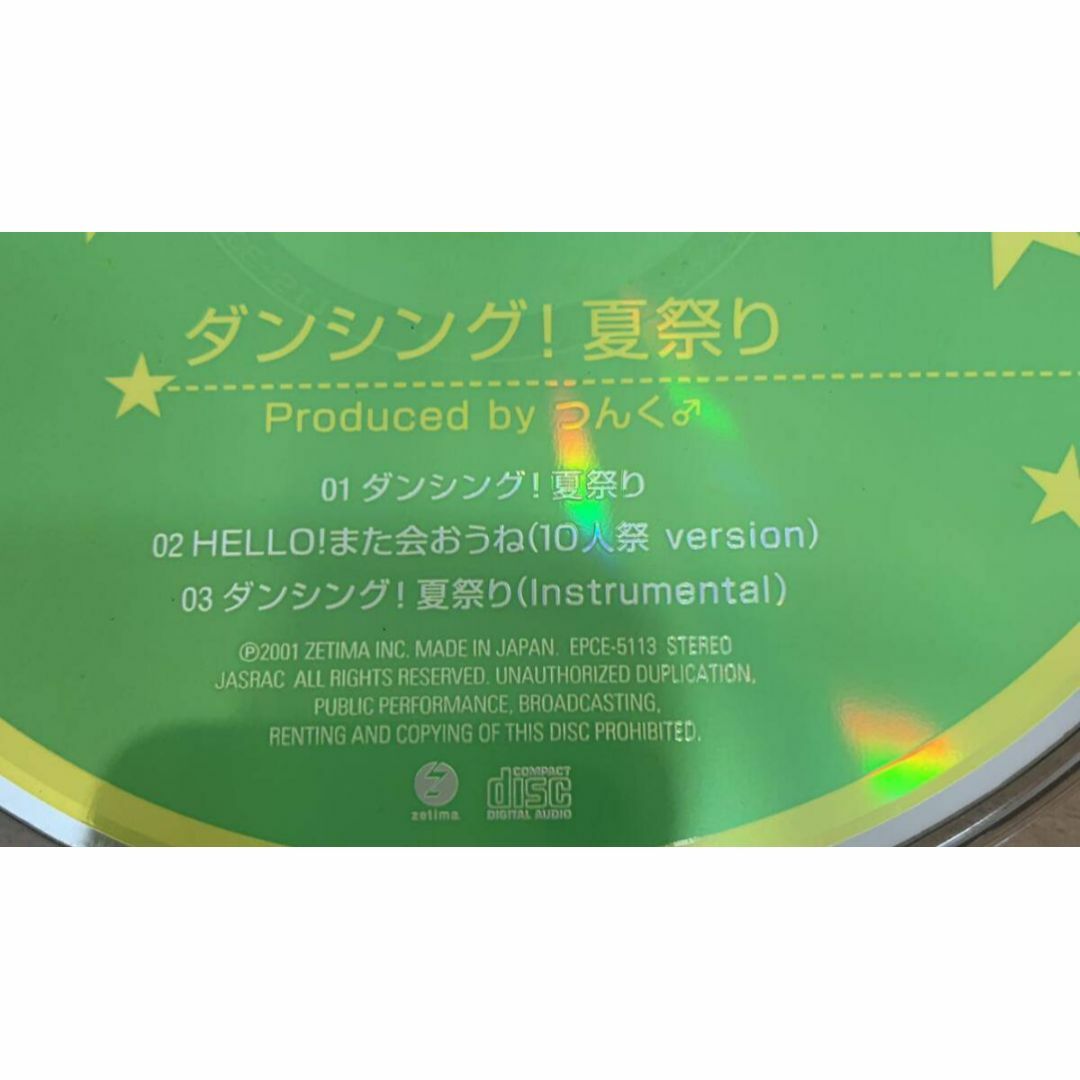 ダンシング！夏祭り
Produced by つんく♂
01 ダンシング！夏祭り
02 HELLO!また会おうね(10人祭 version)
03 ダンシング！夏祭り(Instrumental)
Ⓟ2001 ZETIMA INC. MADE IN JAPAN. EPCE-5113 STEREO
JASRAC ALL RIGHTS RESERVED. UNAUTHORIZED DUPLICATION,
PUBLIC PERFORMANCE, BROADCASTING,
RENTING AND COPYING OF THIS DISC PROHIBITED.
zetima
COMPACT
disc
DIGITAL AUDIO